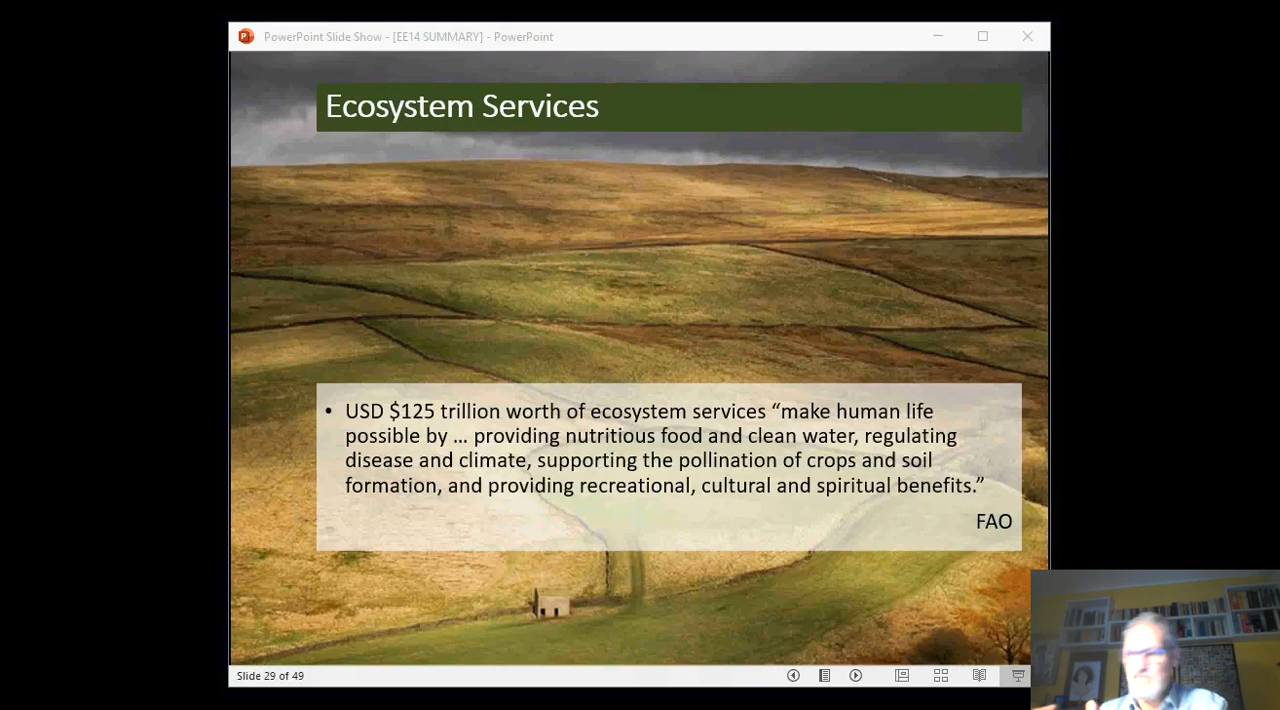 PowerPoint Slide Show - [EE14 SUMMARY] - PowerPoint
Ecosystem Services
• USD $125 trillion worth of ecosystem services “make human life
possible by … providing nutritious food and clean water, regulating
disease and climate, supporting the pollination of crops and soil
formation, and providing recreational, cultural and spiritual benefits.”
FAO
Slide 29 of 49